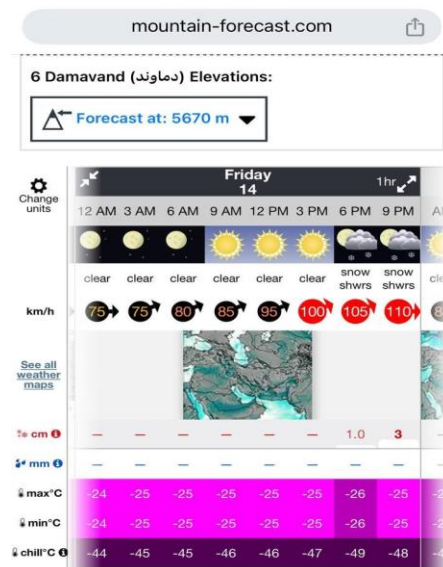 mountain-forecast.com
6 Damavand (دماوند) Elevations:
Forecast at: 5670 m
Change units
Friday
14
1hr
12 AM 3 AM 6 AM 9 AM 12 PM 3 PM 6 PM 9 PM
clear clear clear clear clear clear snow shwrs snow shwrs
km/h 75 75 80 85 95 100 105 110
See all weather maps
cm — — — — — — 1.0 3
mm — — — — — — — —
max°C -24 -25 -25 -25 -25 -25 -26 -25
min°C -24 -25 -25 -25 -25 -25 -26 -25
chill°C -44 -45 -45 -46 -46 -47 -49 -48